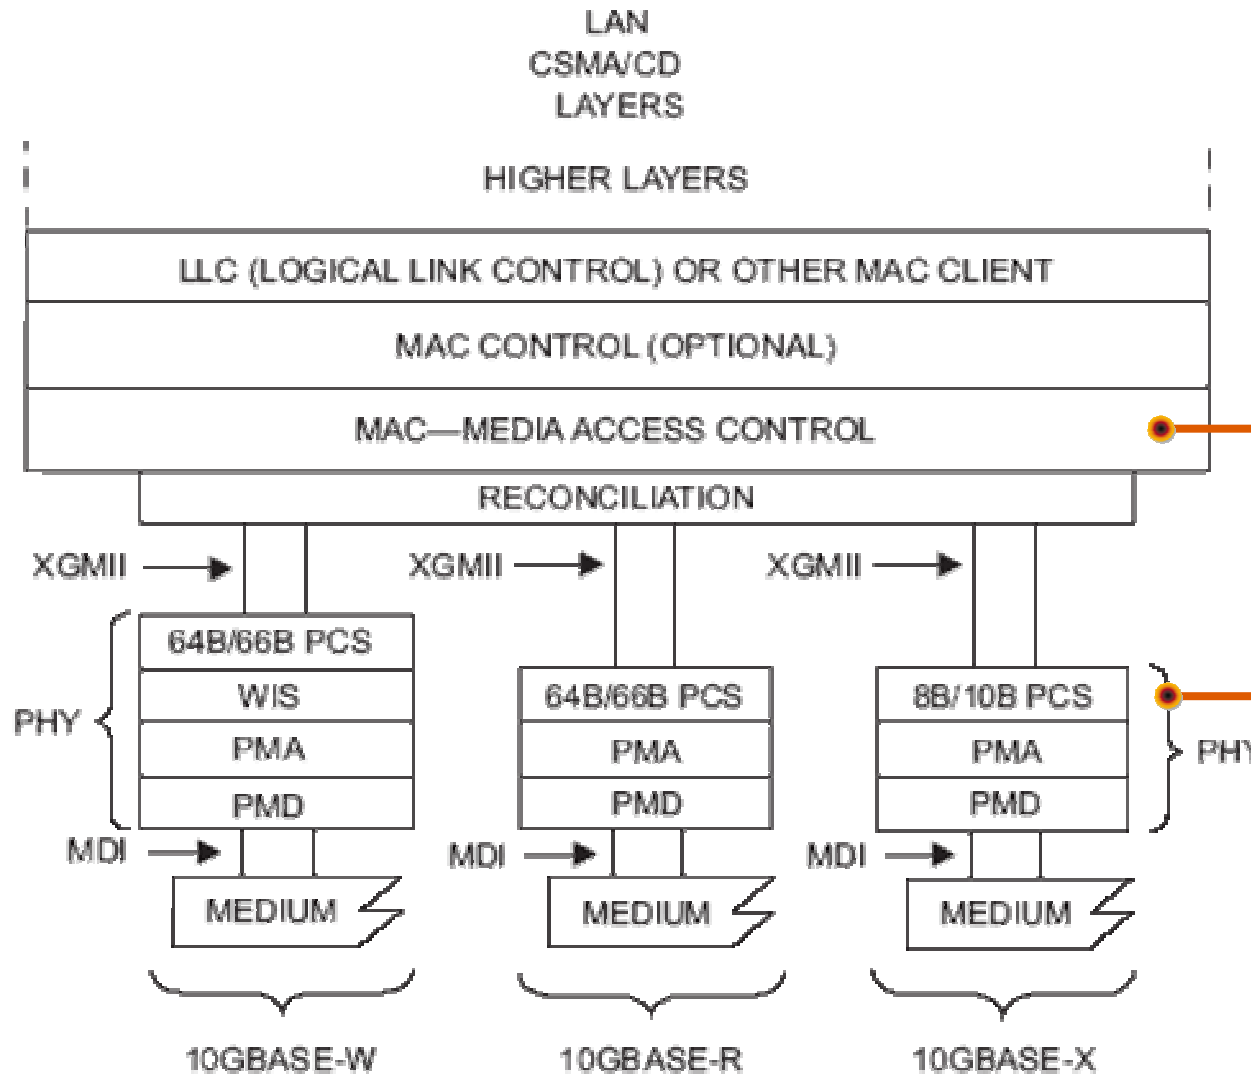 LAN
CSMA/CD
LAYERS
HIGHER LAYERS
LLC (LOGICAL LINK CONTROL) OR OTHER MAC CLIENT
MAC CONTROL (OPTIONAL)
MAC—MEDIA ACCESS CONTROL
RECONCILIATION
XGMII
XGMII
XGMII
64B/66B PCS
WIS
PMA
PMD
PHY
64B/66B PCS
PMA
PMD
8B/10B PCS
PMA
PMD
PHY
MDI
MDI
MDI
MEDIUM
MEDIUM
MEDIUM
10GBASE-W
10GBASE-R
10GBASE-X